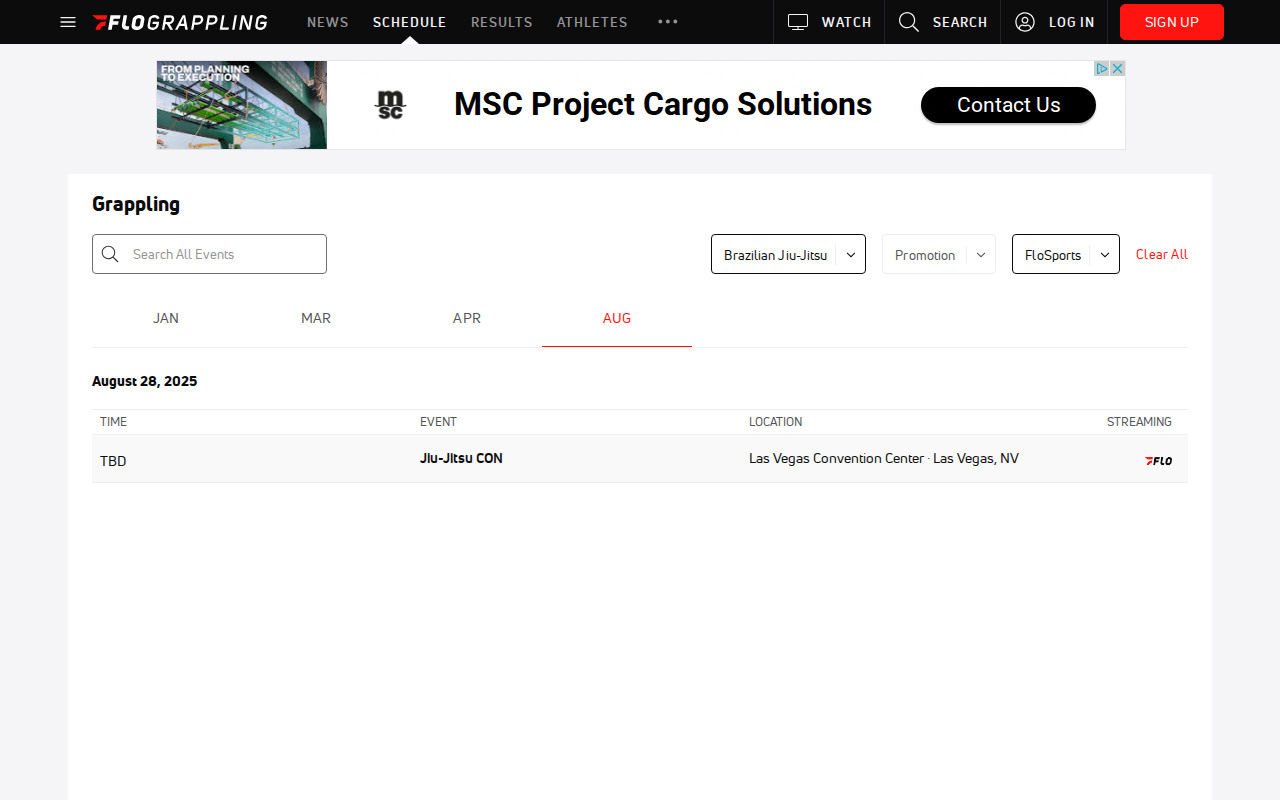 FLOGRAPPLING NEWS SCHEDULE RESULTS ATHLETES WATCH SEARCH LOG IN SIGN UP
FROM PLANNING
TO EXECUTION
msc MSC Project Cargo Solutions Contact Us
Grappling
Search All Events Brazilian Jiu-Jitsu Promotion FloSports Clear All
JAN MAR APR AUG
August 28, 2025
TIME EVENT LOCATION STREAMING
TBD Jiu-Jitsu CON Las Vegas Convention Center · Las Vegas, NV FLO